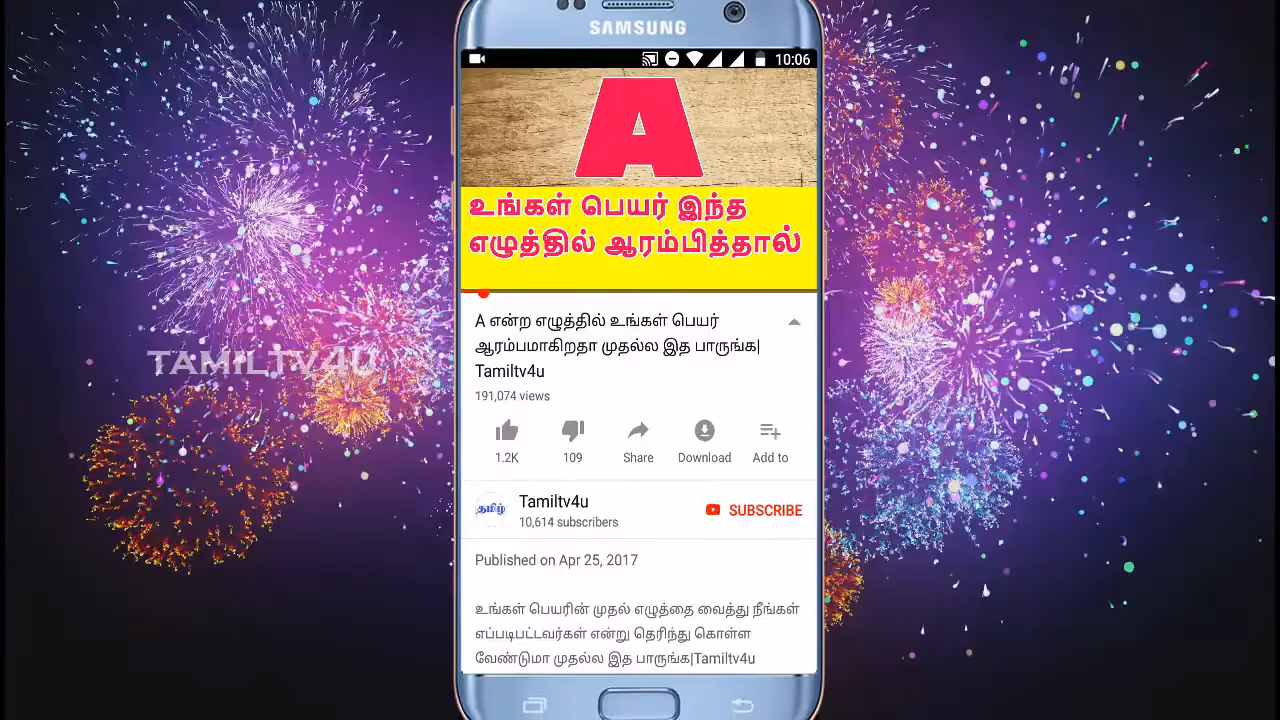 SAMSUNG
10:06
A
உங்கள் பெயர் இந்த
எழுத்தில் ஆரம்பித்தால்
A என்ற எழுத்தில் உங்கள் பெயர்
ஆரம்பமாகிறதா முதல்ல இத பாருங்க|
Tamiltv4u
191,074 views
TAMILTV4U
1.2K 109 Share Download Add to
தமிழ் Tamiltv4u SUBSCRIBE
10,614 subscribers
Published on Apr 25, 2017
உங்கள் பெயரின் முதல் எழுத்தை வைத்து நீங்கள்
எப்படிபட்டவர்கள் என்று தெரிந்து கொள்ள
வேண்டுமா முதல்ல இத பாருங்க|Tamiltv4u